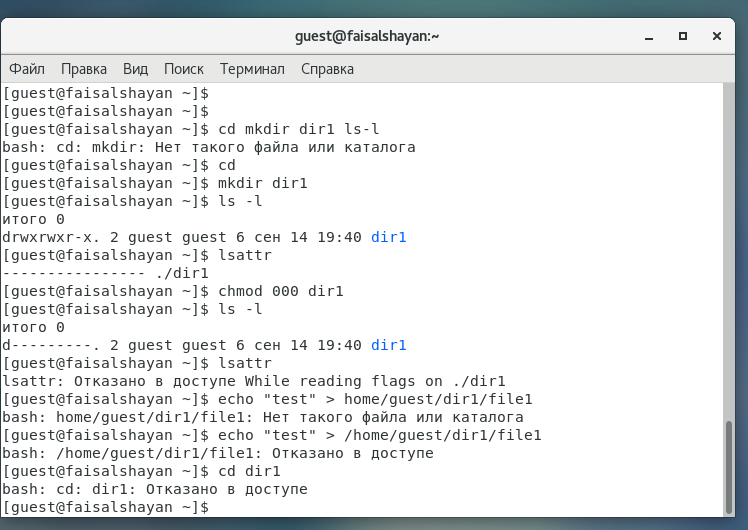 guest@faisalshayan:~
Файл Правка Вид Поиск Терминал Справка
[guest@faisalshayan ~]$
[guest@faisalshayan ~]$
[guest@faisalshayan ~]$ cd mkdir dir1 ls-l
bash: cd: mkdir: Нет такого файла или каталога
[guest@faisalshayan ~]$ cd
[guest@faisalshayan ~]$ mkdir dir1
[guest@faisalshayan ~]$ ls -l
итого 0
drwxrwxr-x. 2 guest guest 6 сен 14 19:40 dir1
[guest@faisalshayan ~]$ lsattr
---------------- ./dir1
[guest@faisalshayan ~]$ chmod 000 dir1
[guest@faisalshayan ~]$ ls -l
итого 0
d---------. 2 guest guest 6 сен 14 19:40 dir1
[guest@faisalshayan ~]$ lsattr
lsattr: Отказано в доступе While reading flags on ./dir1
[guest@faisalshayan ~]$ echo "test" > home/guest/dir1/file1
bash: home/guest/dir1/file1: Нет такого файла или каталога
[guest@faisalshayan ~]$ echo "test" > /home/guest/dir1/file1
bash: /home/guest/dir1/file1: Отказано в доступе
[guest@faisalshayan ~]$ cd dir1
bash: cd: dir1: Отказано в доступе
[guest@faisalshayan ~]$